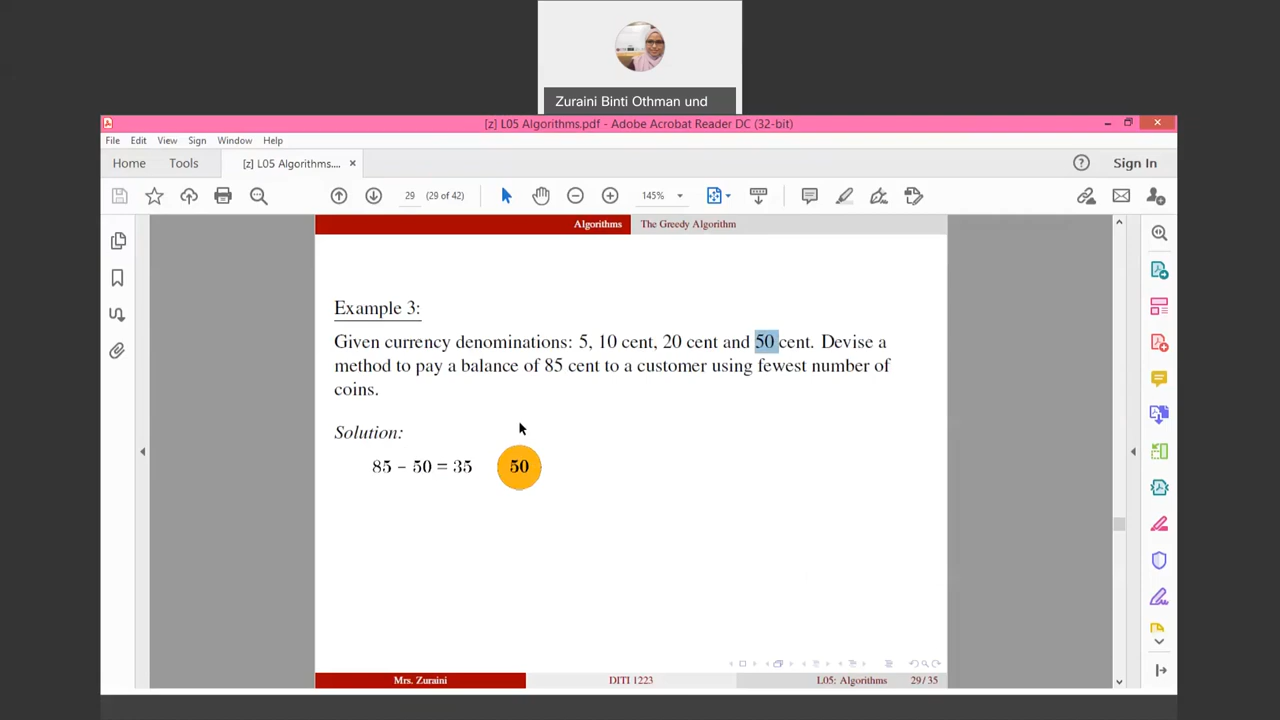 Zuraini Binti Othman und
[z] L05 Algorithms.pdf - Adobe Acrobat Reader DC (32-bit)
File Edit View Sign Window Help
Home Tools [z] L05 Algorithms.... × Sign In
29 (29 of 42) 145%
Algorithms The Greedy Algorithm
Example 3:
Given currency denominations: 5, 10 cent, 20 cent and 50 cent. Devise a
method to pay a balance of 85 cent to a customer using fewest number of
coins.
Solution:
85 − 50 = 35 50
Mrs. Zuraini DITI 1223 L05: Algorithms 29 / 35